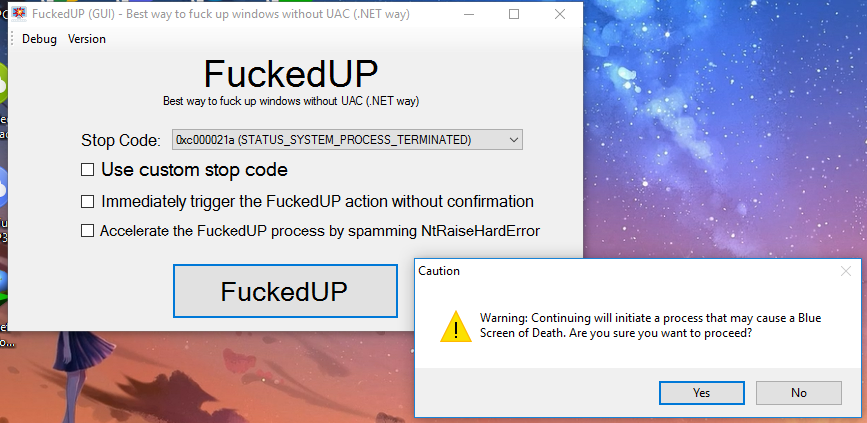 FuckedUP (GUI) - Best way to fuck up windows without UAC (.NET way)
Debug Version
FuckedUP
Best way to fuck up windows without UAC (.NET way)
Stop Code: 0xc000021a (STATUS_SYSTEM_PROCESS_TERMINATED)
Use custom stop code
Immediately trigger the FuckedUP action without confirmation
Accelerate the FuckedUP process by spamming NtRaiseHardError
FuckedUP
Caution
Warning: Continuing will initiate a process that may cause a Blue
Screen of Death. Are you sure you want to proceed?
Yes No